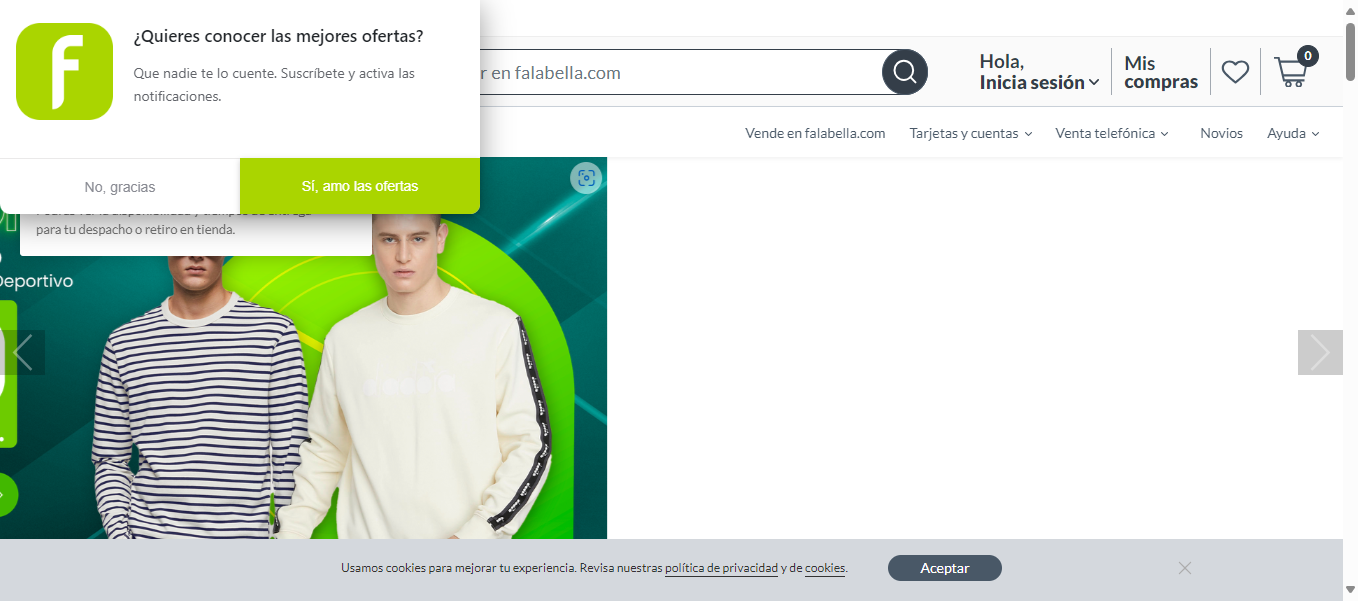 f
¿Quieres conocer las mejores ofertas?
Que nadie te lo cuente. Suscríbete y activa las
notificaciones.
No, gracias
Sí, amo las ofertas
r en falabella.com
Hola,
Inicia sesión
Mis
compras
0
Vende en falabella.com
Tarjetas y cuentas
Venta telefónica
Novios
Ayuda
para tu despacho o retiro en tienda.
Deportivo
Usamos cookies para mejorar tu experiencia. Revisa nuestras política de privacidad y de cookies.
Aceptar